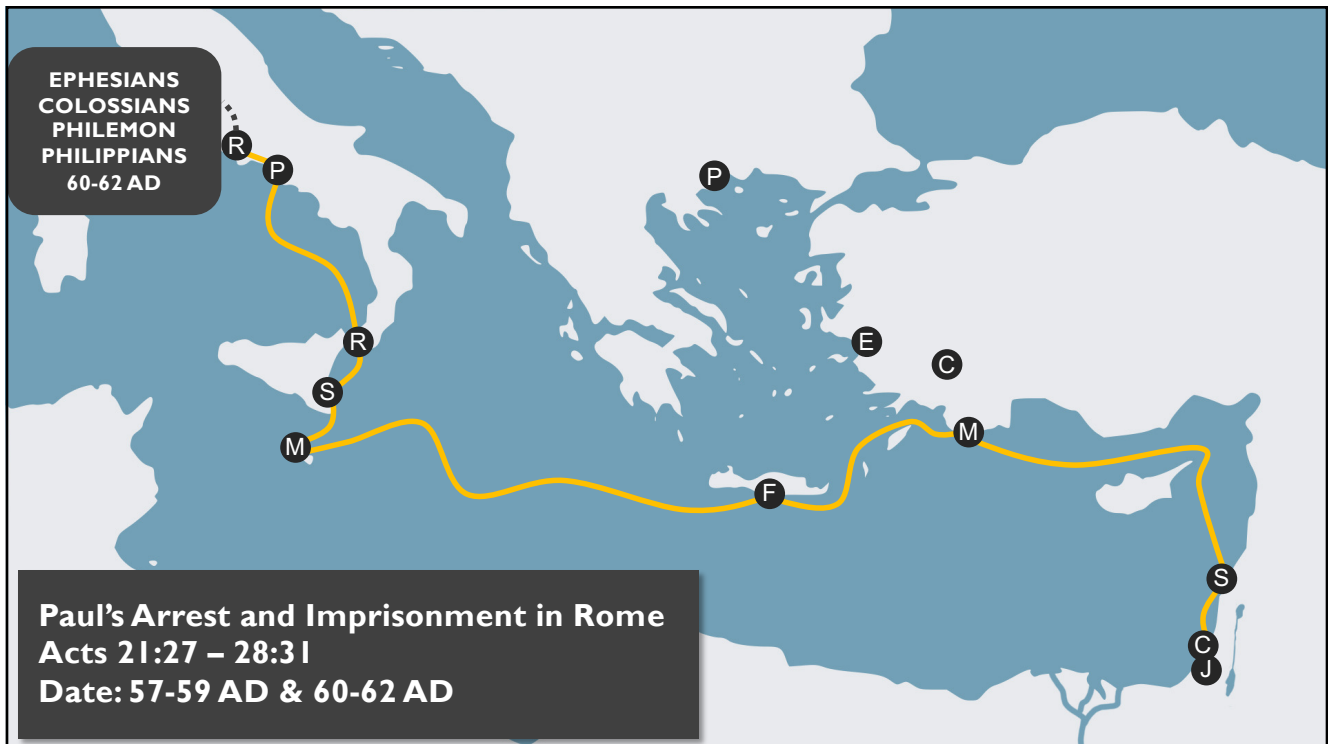 EPHESIANS
COLOSSIANS
PHILEMON
PHILIPPIANS
60-62 AD
R
P
P
R
E
C
S
M
M
F
S
C
J
Paul's Arrest and Imprisonment in Rome
Acts 21:27 – 28:31
Date: 57-59 AD & 60-62 AD